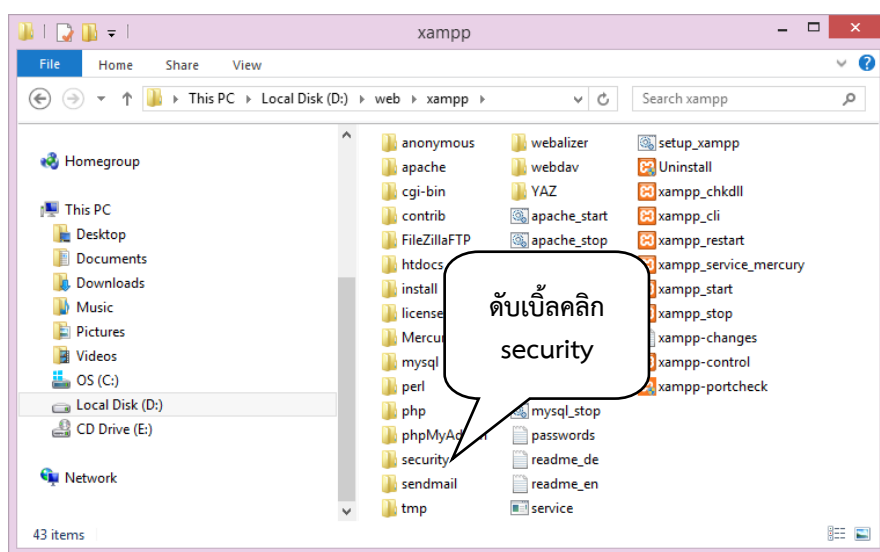 xampp
File Home Share View
This PC Local Disk (D:) web xampp
Search xampp
Homegroup
This PC
Desktop
Documents
Downloads
Music
Pictures
Videos
OS (C:)
Local Disk (D:)
CD Drive (E:)
Network
anonymous
apache
cgi-bin
contrib
FileZillaFTP
htdocs
install
license
mysql
perl
php
security
sendmail
tmp
webalizer
webdav
YAZ
apache_start
apache_stop
ดับเบิ้ลคลิก
security
mysql_stop
passwords
readme_de
readme_en
service
setup_xampp
Uninstall
xampp_chkdll
xampp_cli
xampp_restart
xampp_service_mercury
xampp_start
xampp_stop
xampp-changes
xampp-control
xampp-portcheck
43 items